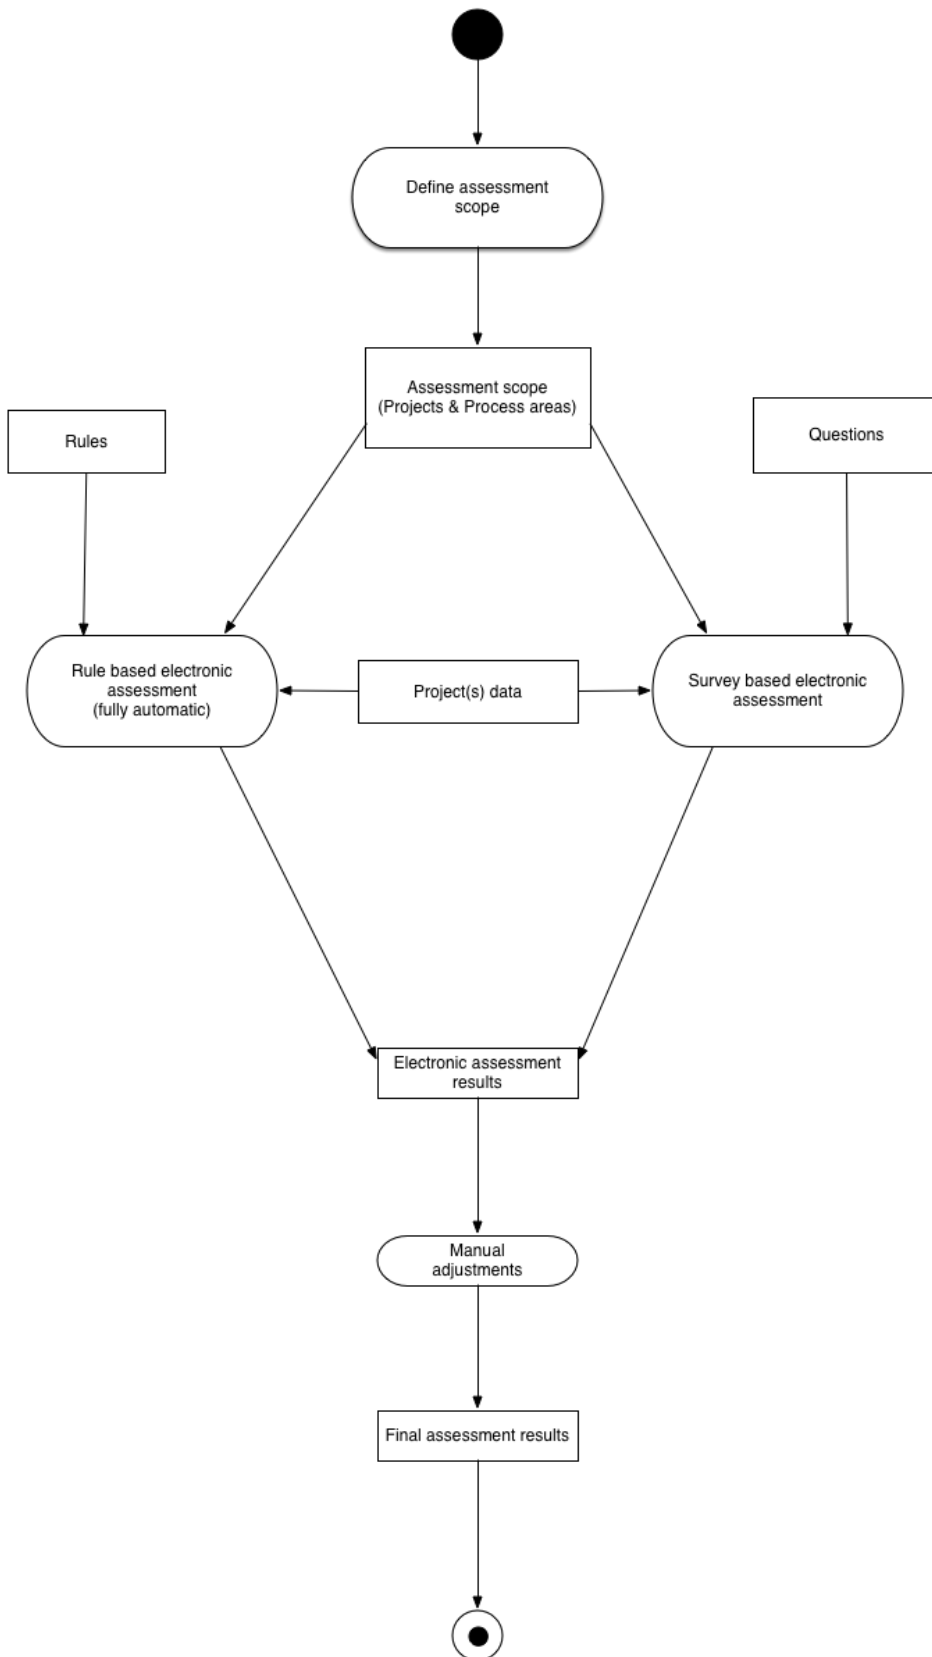 Define assessment
scope
Assessment scope
(Projects & Process areas)
Rules
Questions
Rule based electronic
assessment
(fully automatic)
Project(s) data
Survey based electronic
assessment
Electronic assessment
results
Manual
adjustments
Final assessment results